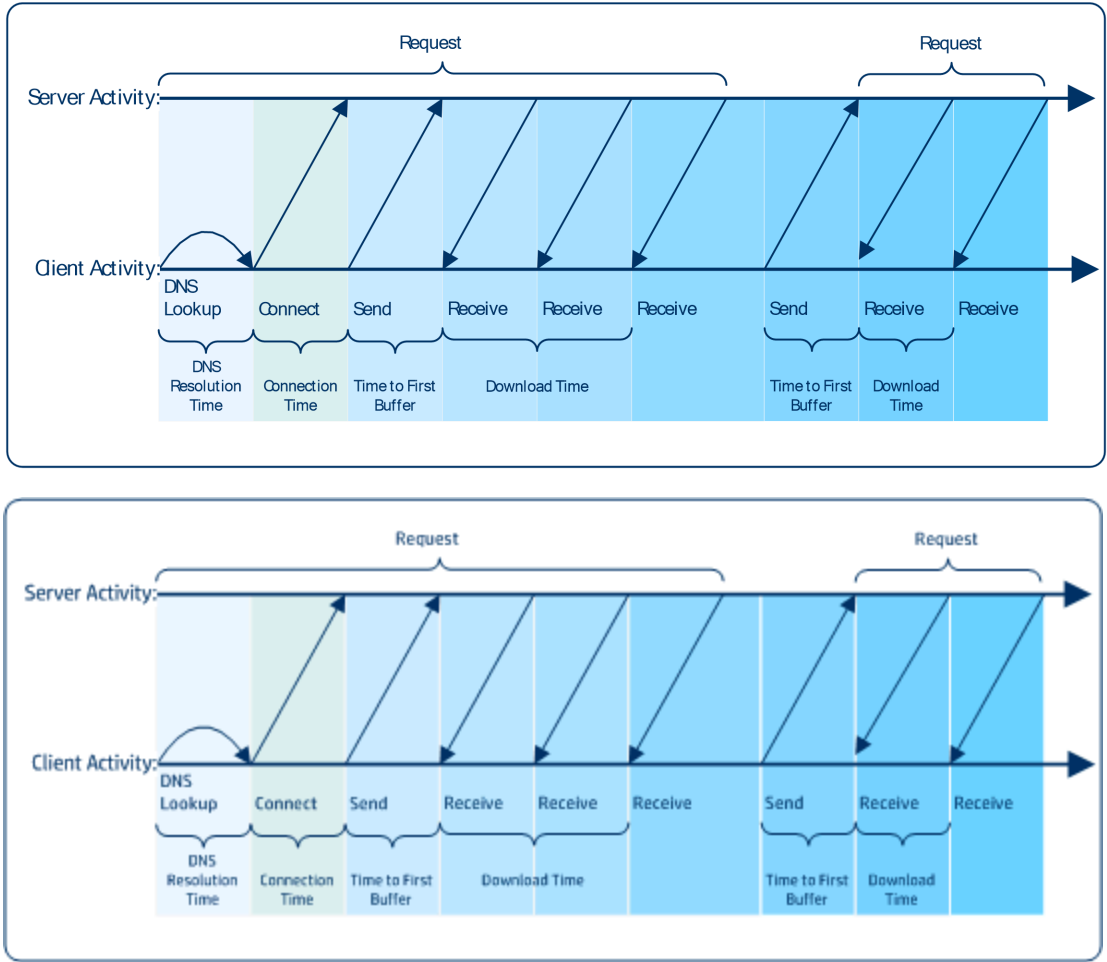 Request Request
Server Activity:
Client Activity:
DNS
Lookup Connect Send Receive Receive Receive Send Receive Receive
DNS
Resolution Connection Time to First Download Time Time to First Download
Time Time Buffer Buffer Time
Request Request
Server Activity:
Client Activity:
DNS
Lookup Connect Send Receive Receive Receive Send Receive Receive
DNS
Resolution Connection Time to First Download Time Time to First Download
Time Time Buffer Buffer Time